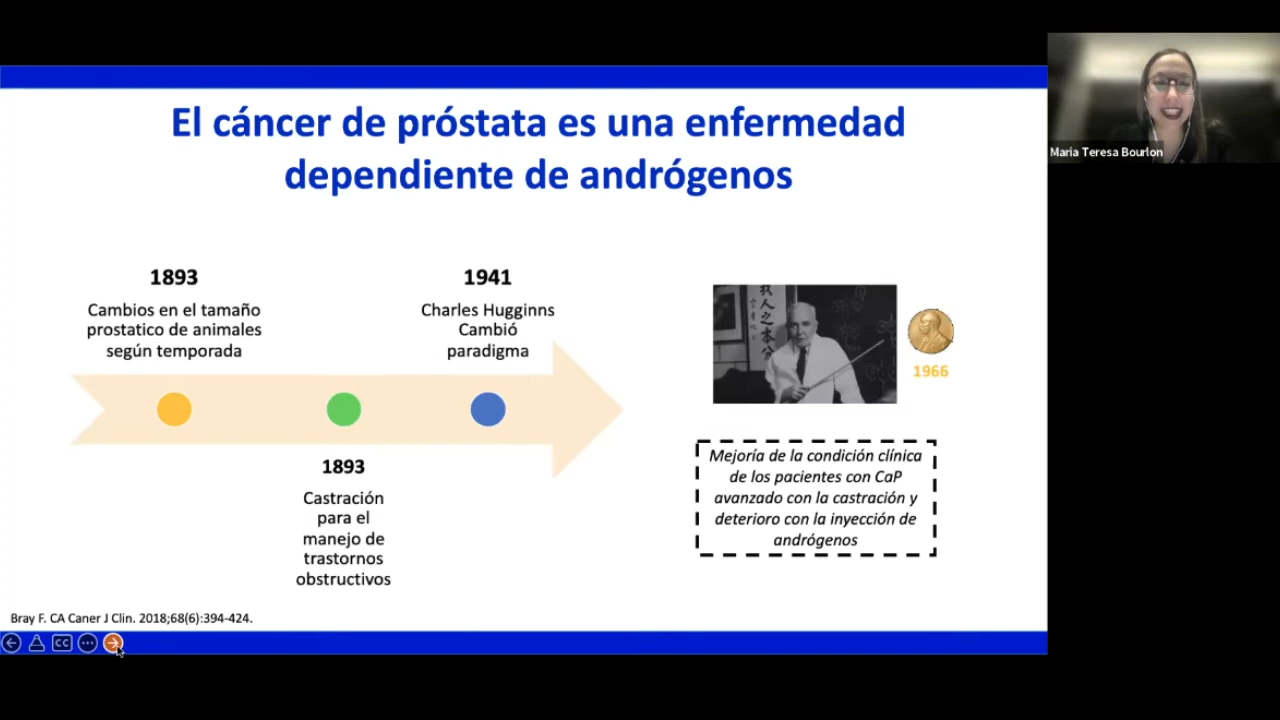 El cáncer de próstata es una enfermedad
dependiente de andrógenos
1893
Cambios en el tamaño
prostatico de animales
según temporada
1941
Charles Hugginns
Cambió
paradigma
1893
Castración
para el
manejo de
trastornos
obstructivos
1966
Mejoría de la condición clínica
de los pacientes con CaP
avanzado con la castración y
deterioro con la inyección de
andrógenos
Bray F. CA Caner J Clin. 2018;68(6):394-424.
CC
Maria Teresa Bourlon